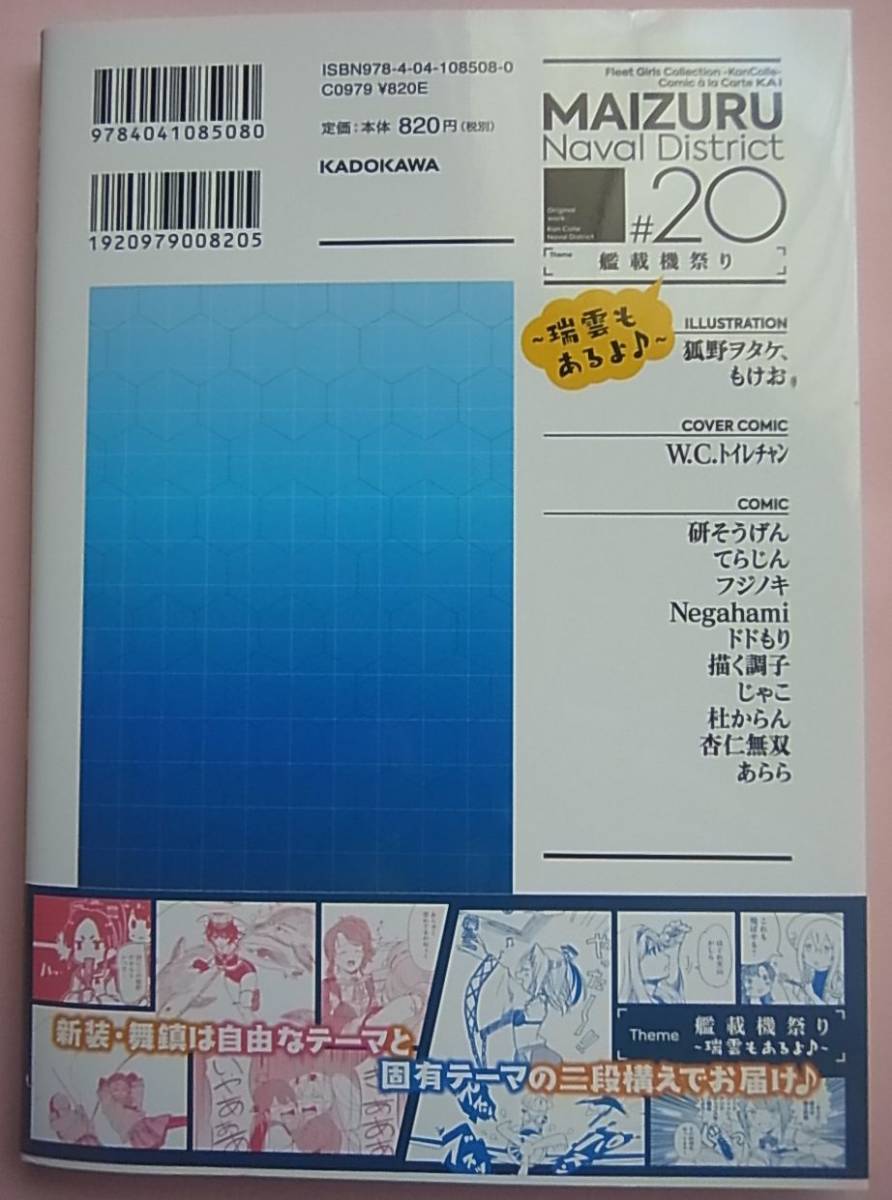 9784041085080
1920979008205
ISBN978-4-04-108508-0
C0979 ¥820E
定価：本体 820円（税別）
KADOKAWA
Fleet Girls Collection -KanColle-
Comic à la Carte KAI
MAIZURU
Naval District
#20
Original
work
Kan Colle
Naval District
Theme
艦載機祭り
~瑞雲も
あるよ♪~
ILLUSTRATION
狐野ヲタケ、
もけお。
COVER COMIC
W.C.トイレチャン
COMIC
研そうげん
てらじん
フジノキ
Negahami
ドドもり
描く調子
じゃこ
杜からん
杏仁無双
あらら
新装・舞鎮は自由なテーマと
固有テーマの二段構えでお届け♪
Theme 艦載機祭り
~瑞雲もあるよ♪~